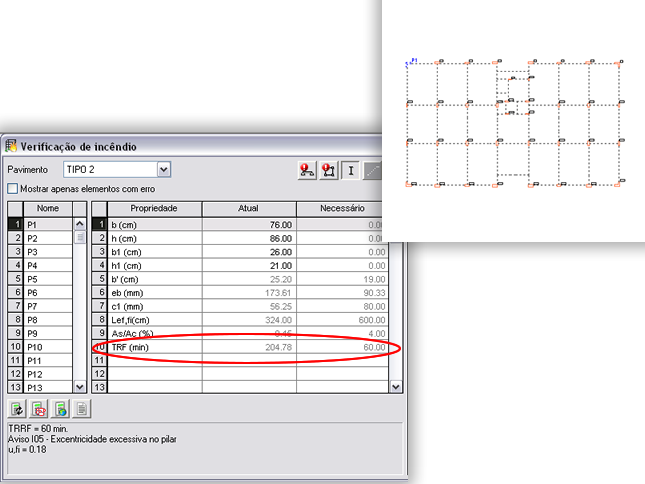 P1
Verificação de incêndio
Pavimento TIPO 2
Mostrar apenas elementos com erro
Nome
1 P1
2 P2
3 P3
4 P4
5 P5
6 P6
7 P7
8 P8
9 P9
10 P10
11 P11
12 P12
13 P13
Propriedade Atual Necessário
1 b (cm) 76.00 0.00
2 h (cm) 86.00 0.00
3 b1 (cm) 26.00 0.00
4 h1 (cm) 21.00 0.00
5 b' (cm) 25.20 19.00
6 eb (mm) 173.61 90.33
7 c1 (mm) 56.25 80.00
8 Lef,fi(cm) 324.00 600.00
9 As/Ac (%) 0.45 4.00
10 TRF (min) 204.78 60.00
11
12
13
TRRF = 60 min.
Aviso I05 - Excentricidade excessiva no pilar
u,fi = 0.18